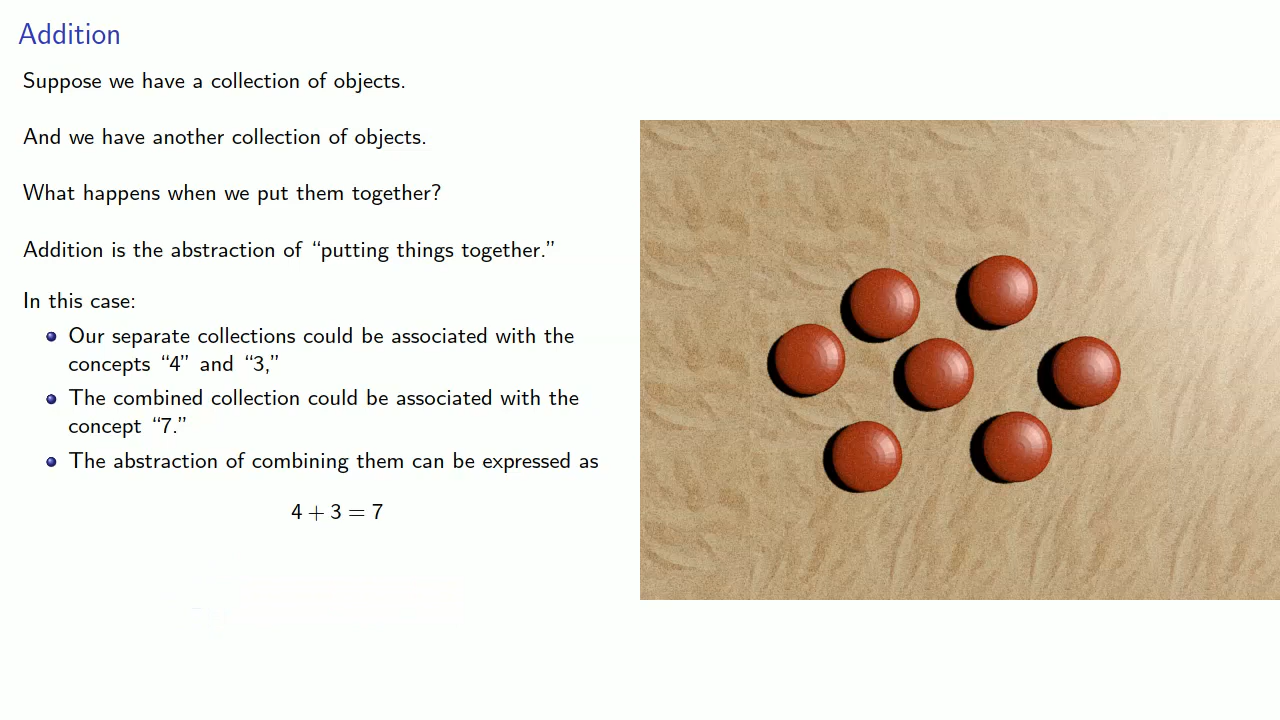 Addition
Suppose we have a collection of objects.
And we have another collection of objects.
What happens when we put them together?
Addition is the abstraction of “putting things together.”
In this case:
Our separate collections could be associated with the
concepts “4” and “3,”
The combined collection could be associated with the
concept “7.”
The abstraction of combining them can be expressed as
4 + 3 = 7